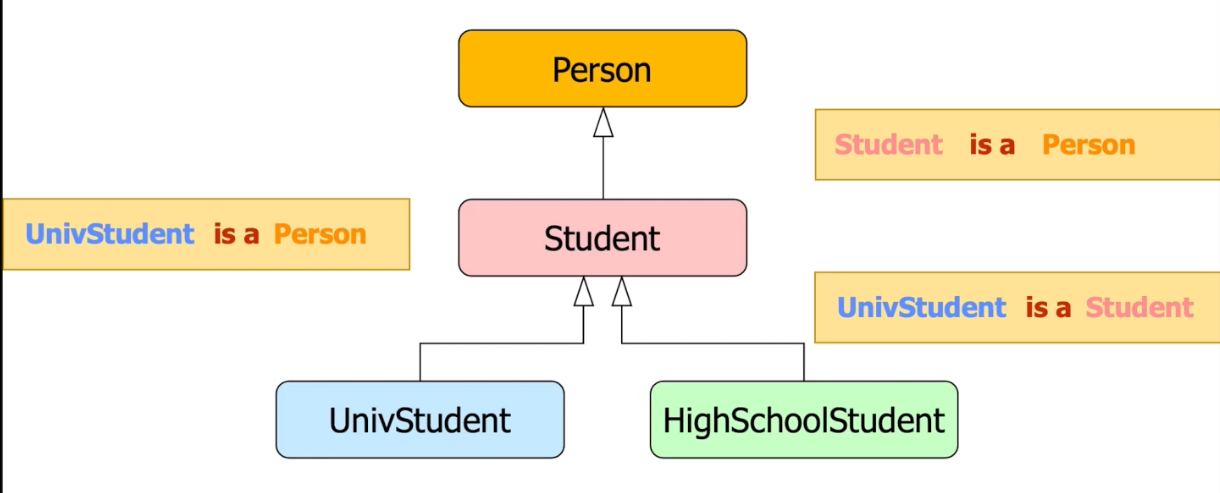 Person
Student is a Person
UnivStudent is a Person
Student
UnivStudent is a Student
UnivStudent
HighSchoolStudent